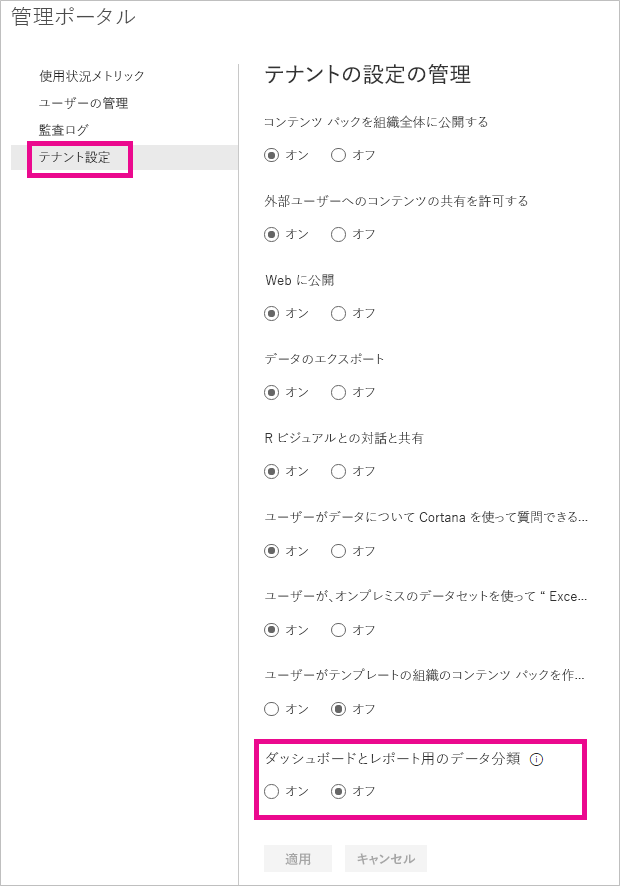 管理ポータル
使用状況メトリック
ユーザーの管理
監査ログ
テナント設定
テナントの設定の管理
コンテンツ パックを組織全体に公開する
オン オフ
外部ユーザーへのコンテンツの共有を許可する
オン オフ
Web に公開
オン オフ
データのエクスポート
オン オフ
R ビジュアルとの対話と共有
オン オフ
ユーザーがデータについて Cortana を使って質問できる...
オン オフ
ユーザーが、オンプレミスのデータセットを使って “ Exce...
オン オフ
ユーザーがテンプレートの組織のコンテンツ パックを作...
オン オフ
ダッシュボードとレポート用のデータ分類
オン オフ
適用 キャンセル